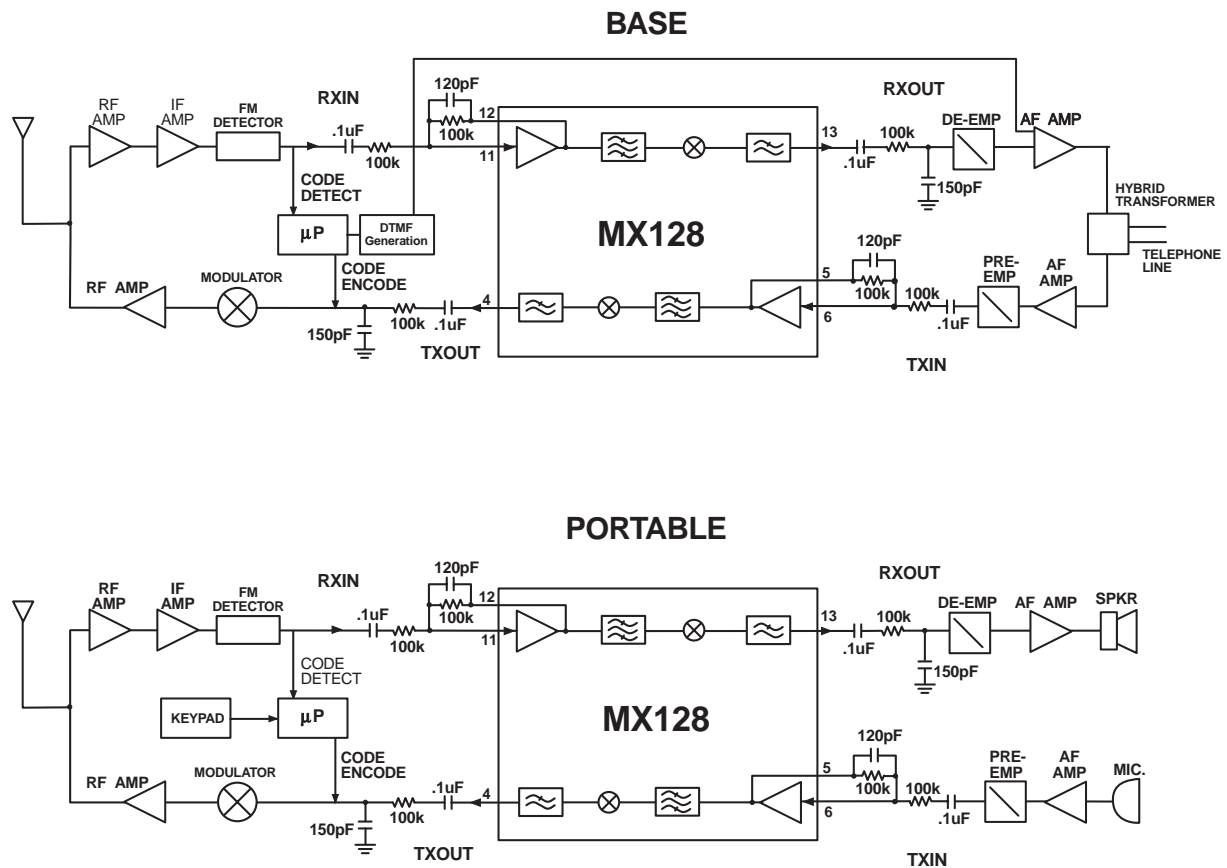 BASE
120pF
RF
AMP
IF
AMP
FM
DETECTOR
RXIN
.1uF
100k
12
100k
11
13
RXOUT
100k
.1uF
150pF
DE-EMP
AF AMP
HYBRID
TRANSFORMER
TELEPHONE
LINE
CODE
DETECT
µP
DTMF
Generation
CODE
ENCODE
MX128
RF AMP
MODULATOR
150pF
100k
.1uF
4
TXOUT
5
6
120pF
100k
100k
.1uF
PRE-
EMP
AF
AMP
TXIN
PORTABLE
120pF
RF
AMP
IF
AMP
FM
DETECTOR
RXIN
.1uF
100k
12
100k
11
13
RXOUT
100k
.1uF
150pF
DE-EMP
AF AMP
SPKR
CODE
DETECT
KEYPAD
µP
CODE
ENCODE
MX128
RF AMP
MODULATOR
150pF
100k
.1uF
4
TXOUT
5
6
120pF
100k
100k
.1uF
PRE-
EMP
AF
AMP
MIC.
TXIN